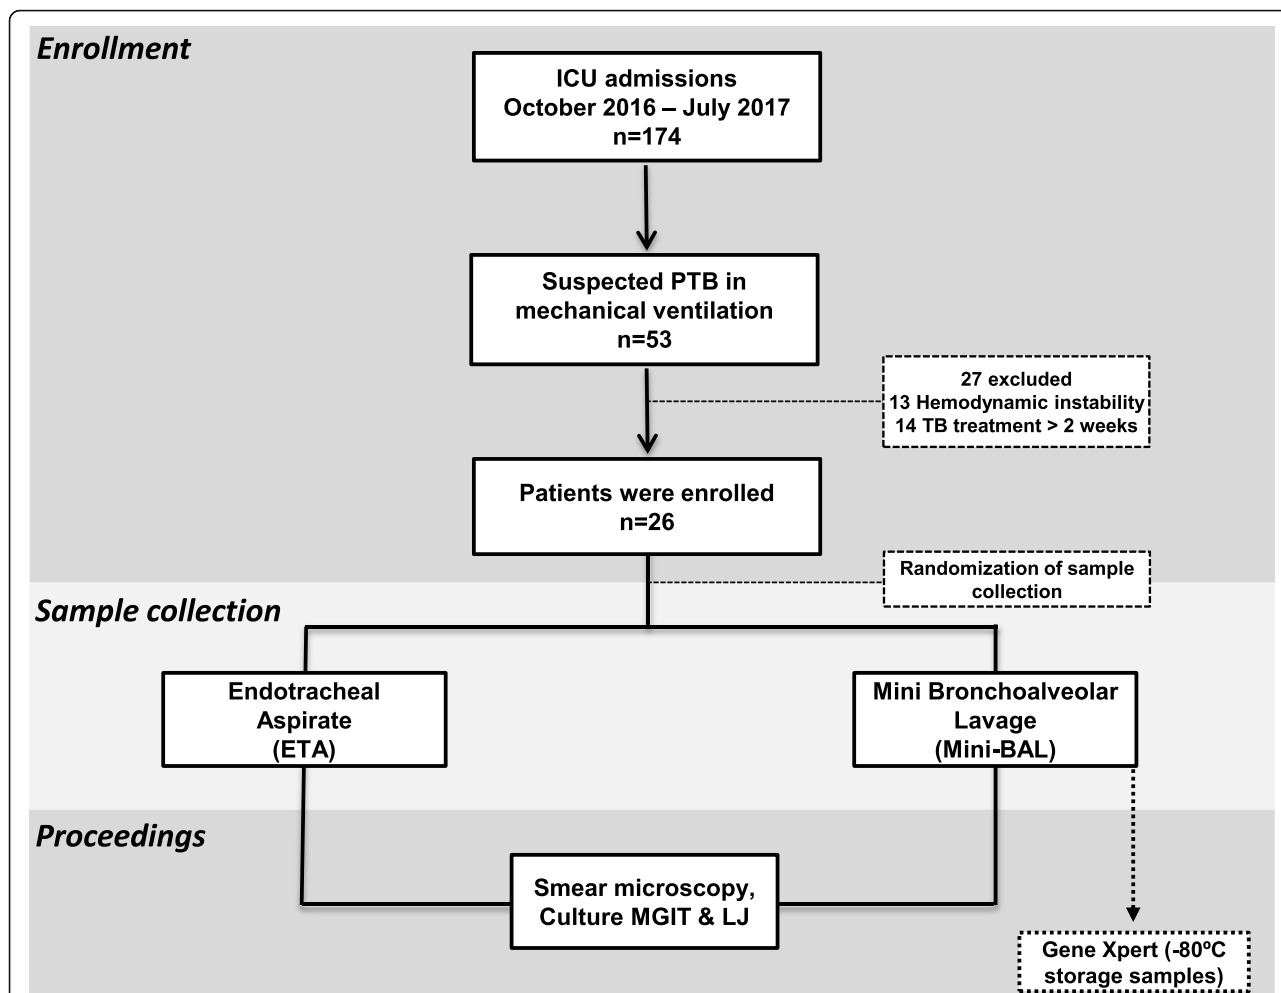 Enrollment
ICU admissions
October 2016 – July 2017
n=174
Suspected PTB in
mechanical ventilation
n=53
27 excluded
13 Hemodynamic instability
14 TB treatment > 2 weeks
Patients were enrolled
n=26
Randomization of sample
collection
Sample collection
Endotracheal
Aspirate
(ETA)
Mini Bronchoalveolar
Lavage
(Mini-BAL)
Proceedings
Smear microscopy,
Culture MGIT & LJ
Gene Xpert (-80ºC
storage samples)